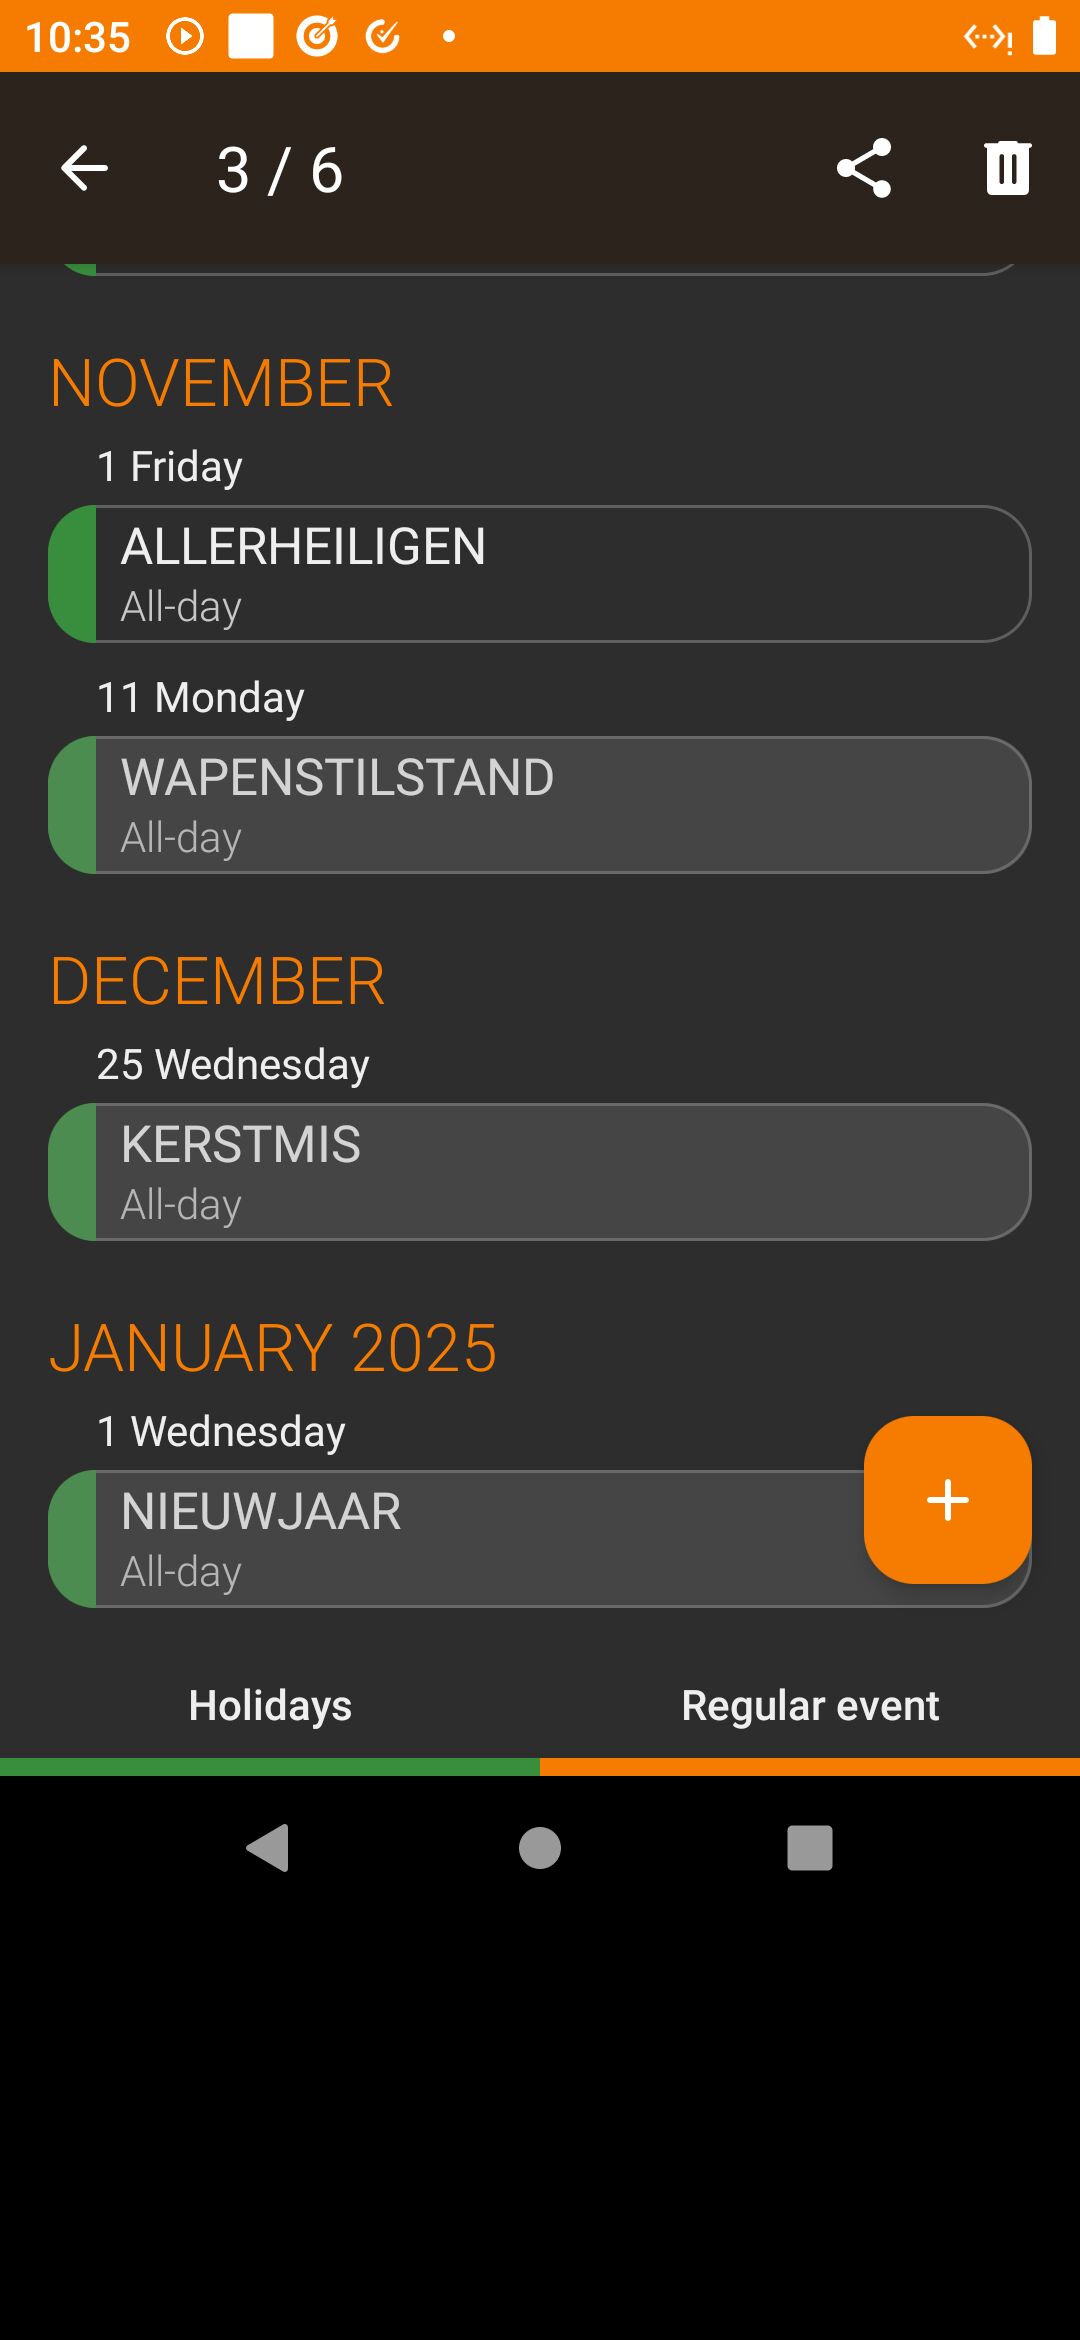 10:35
3 / 6
NOVEMBER
1 Friday
ALLERHEILIGEN
All-day
11 Monday
WAPENSTILSTAND
All-day
DECEMBER
25 Wednesday
KERSTMIS
All-day
JANUARY 2025
1 Wednesday
NIEUWJAAR
All-day
Holidays
Regular event